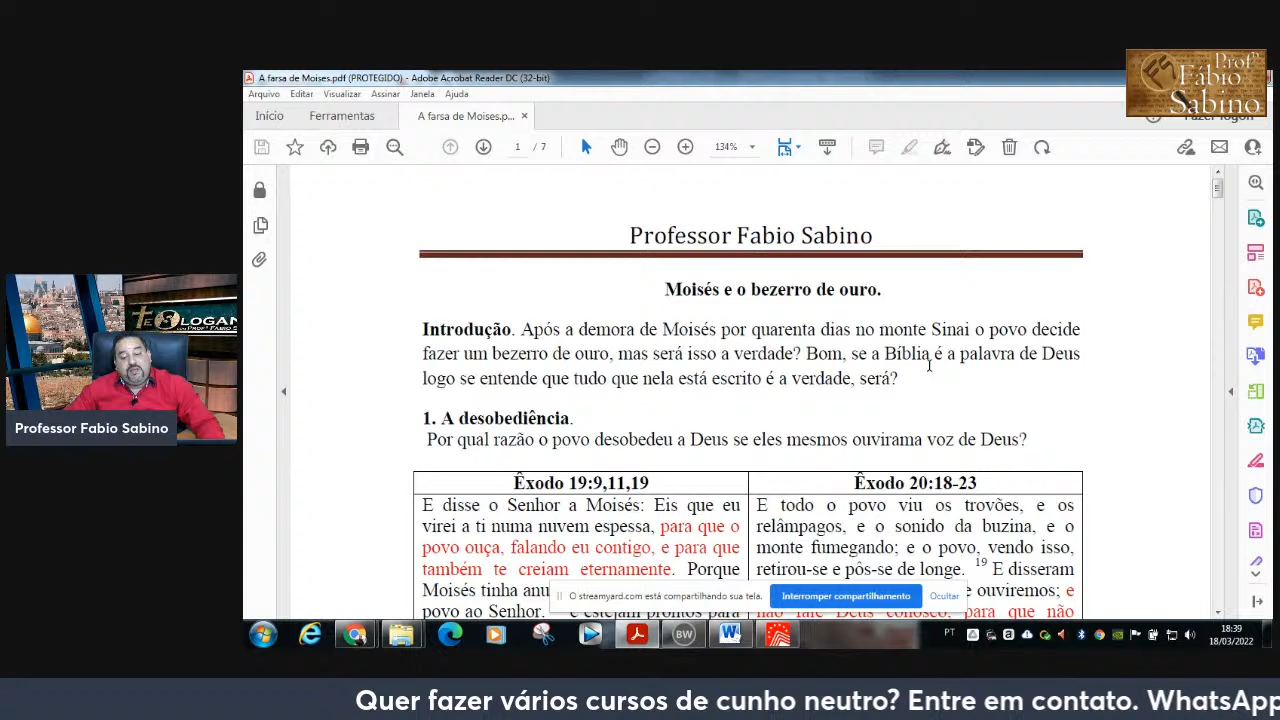 A farsa de Moises.pdf (PROTEGIDO) - Adobe Acrobat Reader DC (32-bit)
Arquivo Editar Visualizar Assinar Janela Ajuda
Início Ferramentas A farsa de Moises.p... ×
1 / 7 134%
Profº
Fábio
Sabino
Professor Fabio Sabino
Moisés e o bezerro de ouro.
Introdução. Após a demora de Moisés por quarenta dias no monte Sinai o povo decide
fazer um bezerro de ouro, mas será isso a verdade? Bom, se a Bíblia é a palavra de Deus
logo se entende que tudo que nela está escrito é a verdade, será?
1. A desobediência.
Por qual razão o povo desobedeu a Deus se eles mesmos ouvirama voz de Deus?
Êxodo 19:9,11,19
E disse o Senhor a Moisés: Eis que eu
virei a ti numa nuvem espessa, para que o
povo ouça, falando eu contigo, e para que
também te creiam eternamente. Porque
Moisés tinha anu
povo ao Senhor.
Êxodo 20:18-23
E todo o povo viu os trovões, e os
relâmpagos, e o sonido da buzina, e o
monte fumegando; e o povo, vendo isso,
retirou-se e pôs-se de longe. 19 E disseram
ouviremos; e
para que não
O streamyard.com está compartilhando sua tela. Interromper compartilhamento Ocultar
Professor Fabio Sabino
BW
PT
18:39
18/03/2022
Quer fazer vários cursos de cunho neutro? Entre em contato. WhatsApp